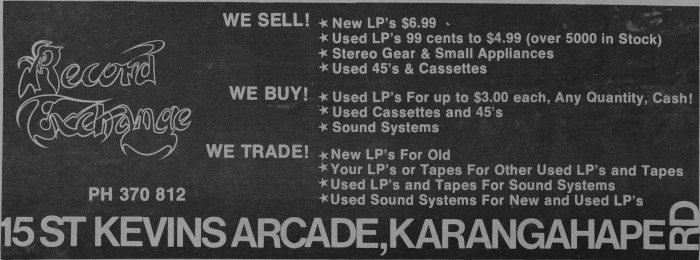 Record
Exchange
PH 370 812
WE SELL!
★New LP's $6.99
★Used LP's 99 cents to $4.99 (over 5000 in Stock)
★Stereo Gear & Small Appliances
★Used 45's & Cassettes
WE BUY!
★Used LP's For up to $3.00 each, Any Quantity, Cash!
★Used Cassettes and 45's
★Sound Systems
WE TRADE!
★New LP's For Old
★Your LP's or Tapes For Other Used LP's and Tapes
★Used LP's and Tapes For Sound Systems
★Used Sound Systems For New and Used LP's
15 ST KEVINS ARCADE, KARANGAHAPE RD